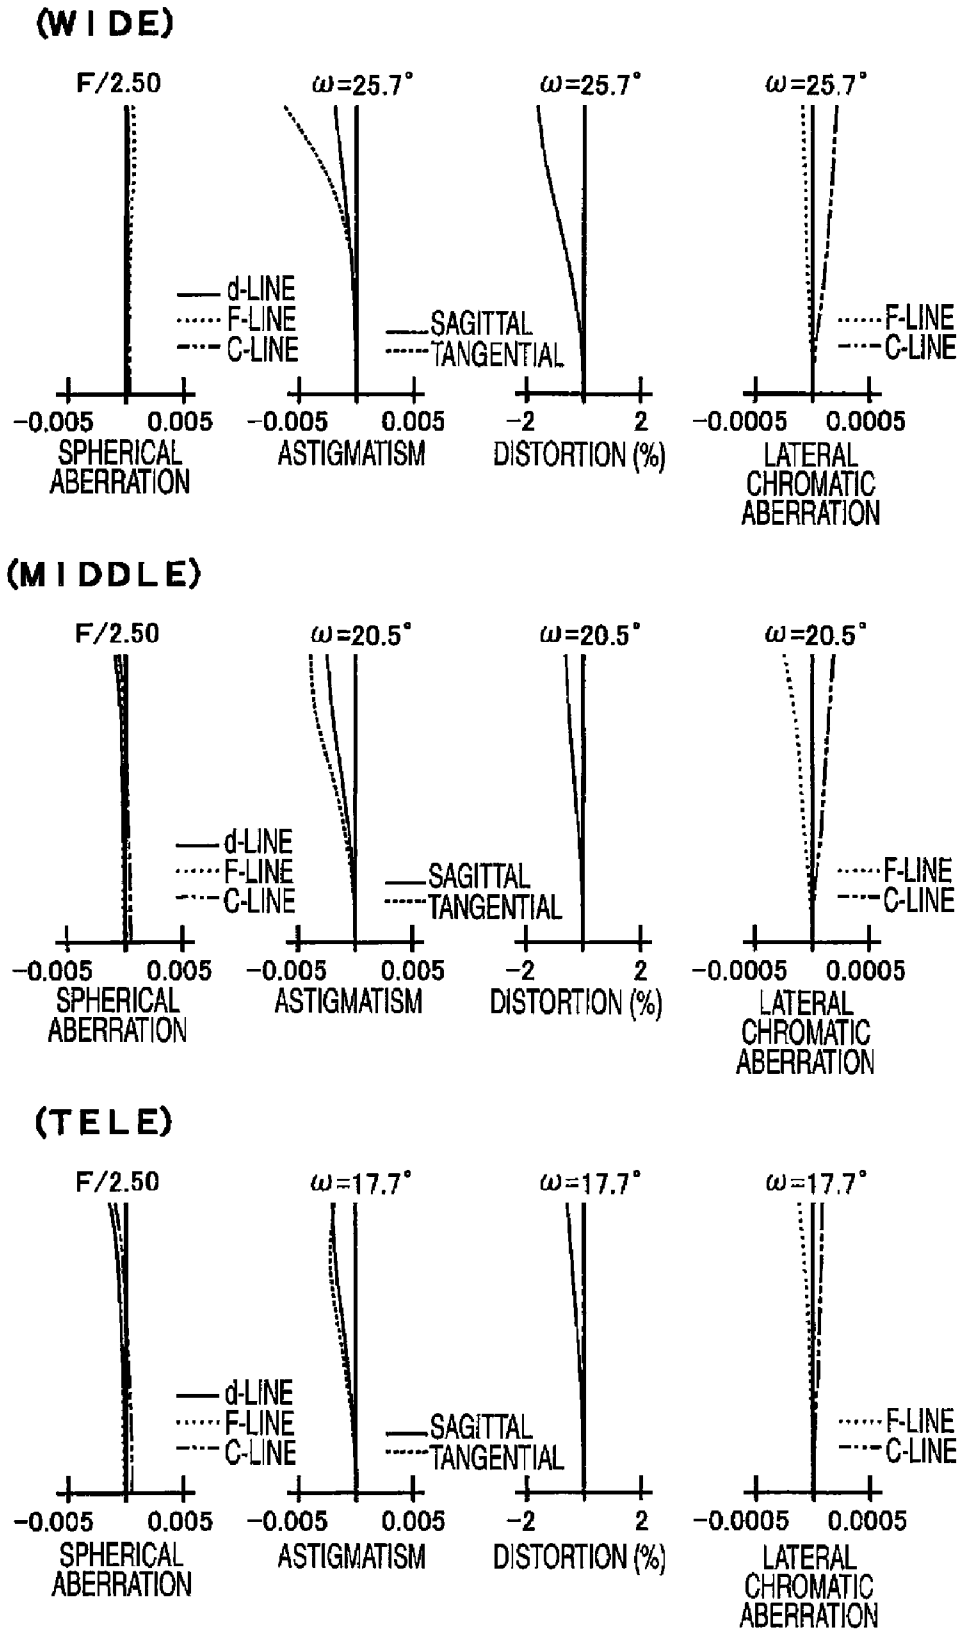 (WIDE)
F/2.50
ω=25.7°
ω=25.7°
ω=25.7°
d-LINE
F-LINE
C-LINE
SAGITTAL
TANGENTIAL
F-LINE
C-LINE
-0.005 0.005
-0.005 0.005
-2 2
-0.0005 0.0005
SPHERICAL
ABERRATION
ASTIGMATISM
DISTORTION (%)
LATERAL
CHROMATIC
ABERRATION
(MIDDLE)
F/2.50
ω=20.5°
ω=20.5°
ω=20.5°
d-LINE
F-LINE
C-LINE
SAGITTAL
TANGENTIAL
F-LINE
C-LINE
-0.005 0.005
-0.005 0.005
-2 2
-0.0005 0.0005
SPHERICAL
ABERRATION
ASTIGMATISM
DISTORTION (%)
LATERAL
CHROMATIC
ABERRATION
(TELE)
F/2.50
ω=17.7°
ω=17.7°
ω=17.7°
d-LINE
F-LINE
C-LINE
SAGITTAL
TANGENTIAL
F-LINE
C-LINE
-0.005 0.005
-0.005 0.005
-2 2
-0.0005 0.0005
SPHERICAL
ABERRATION
ASTIGMATISM
DISTORTION (%)
LATERAL
CHROMATIC
ABERRATION